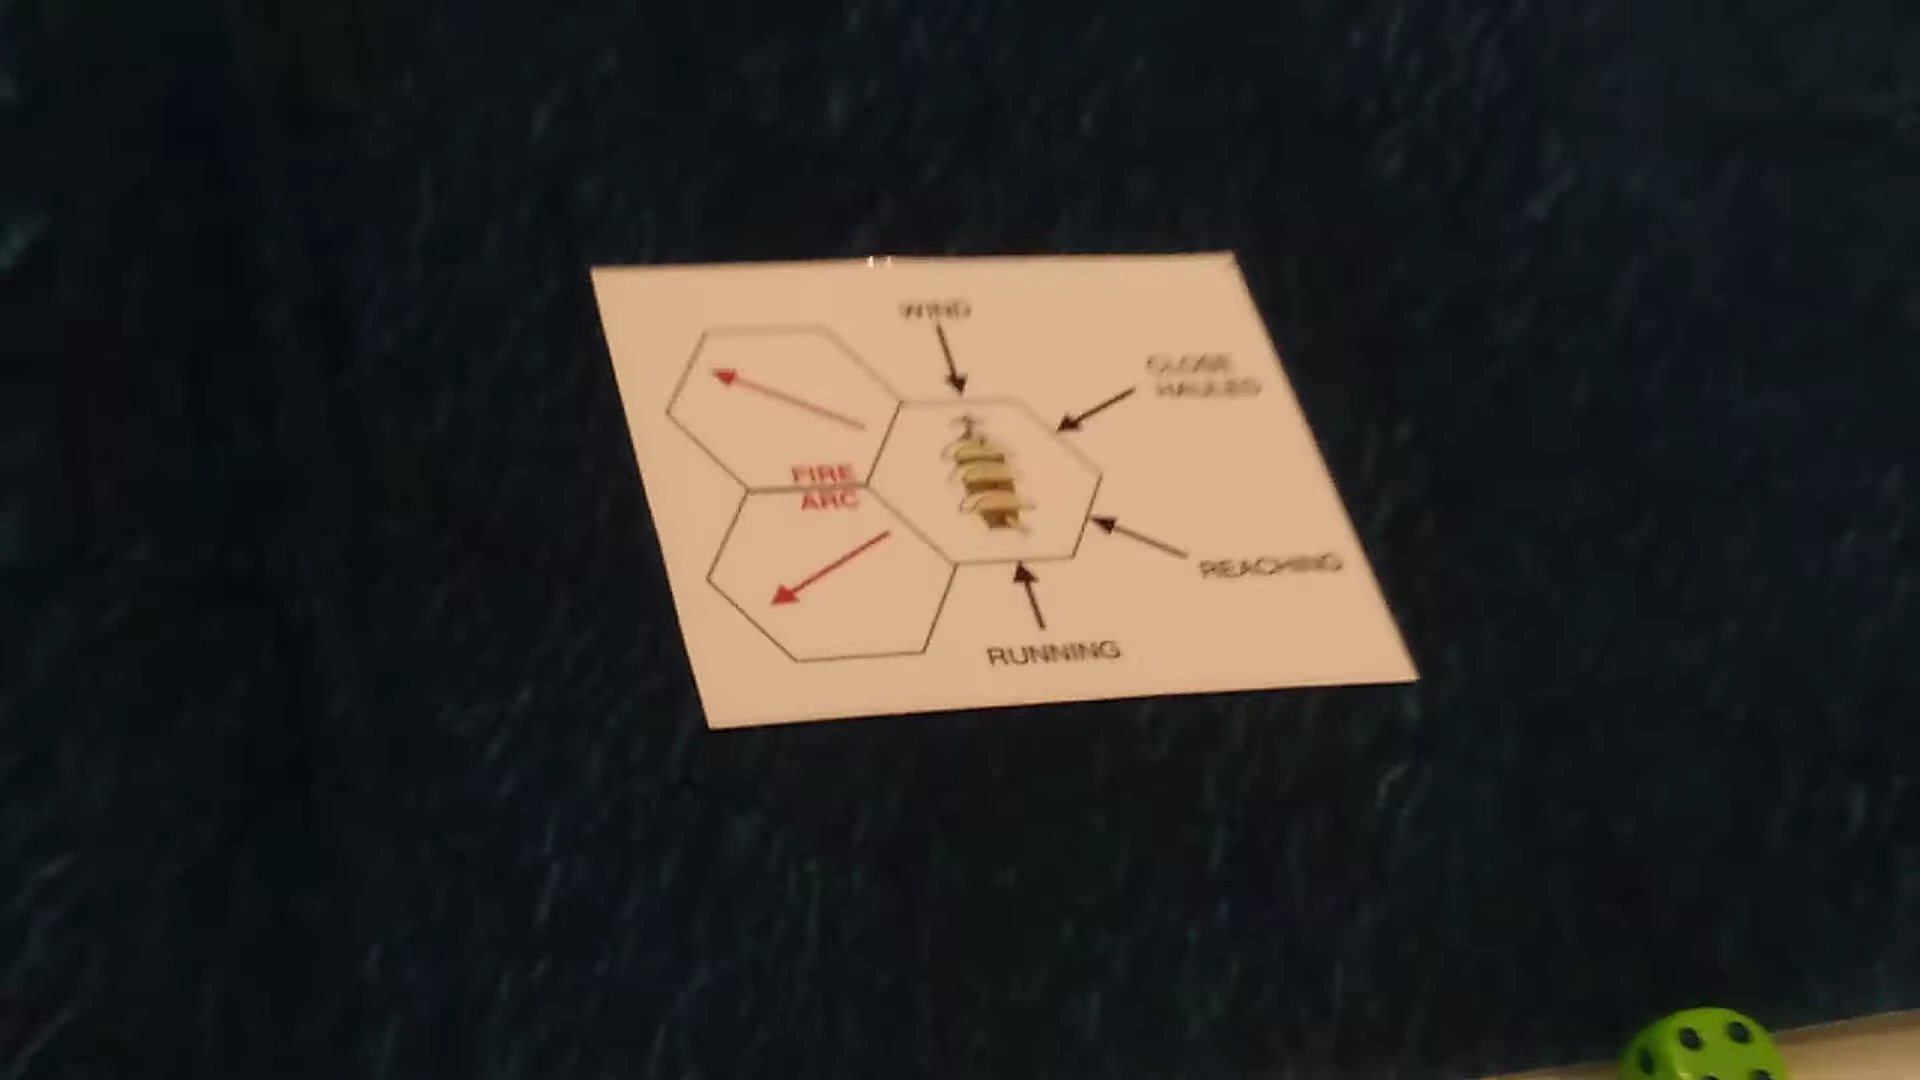 WIND
CLOSE
HAULED
FIRE
ARC
REACHING
RUNNING